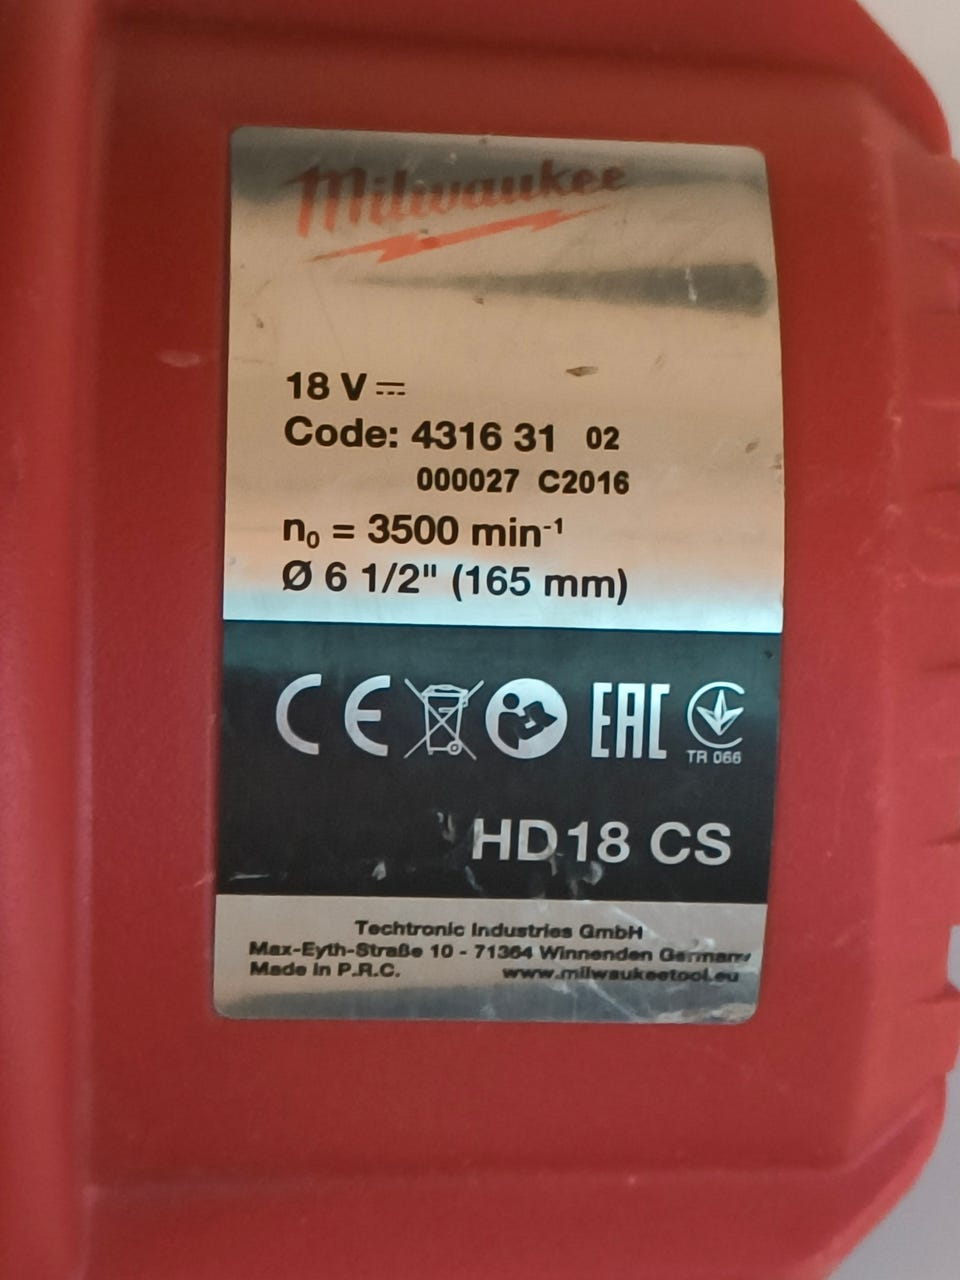 Milwaukee
18 V
Code: 4316 31 02
000027 C2016
n₀ = 3500 min⁻¹
Ø 6 1/2" (165 mm)
CE EAC
TR 066
HD18 CS
Techtronic Industries GmbH
Max-Eyth-Straße 10 - 71364 Winnenden Germany
Made in P.R.C. www.milwaukeetool.eu